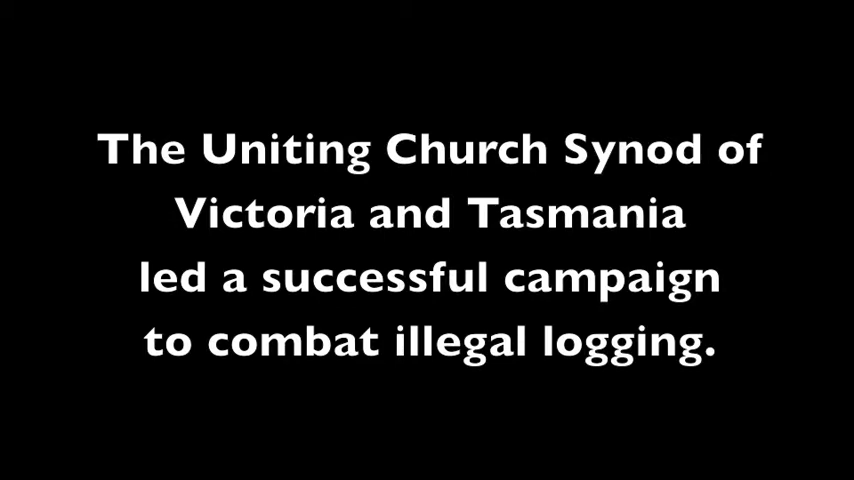 The Uniting Church Synod of
Victoria and Tasmania
led a successful campaign
to combat illegal logging.